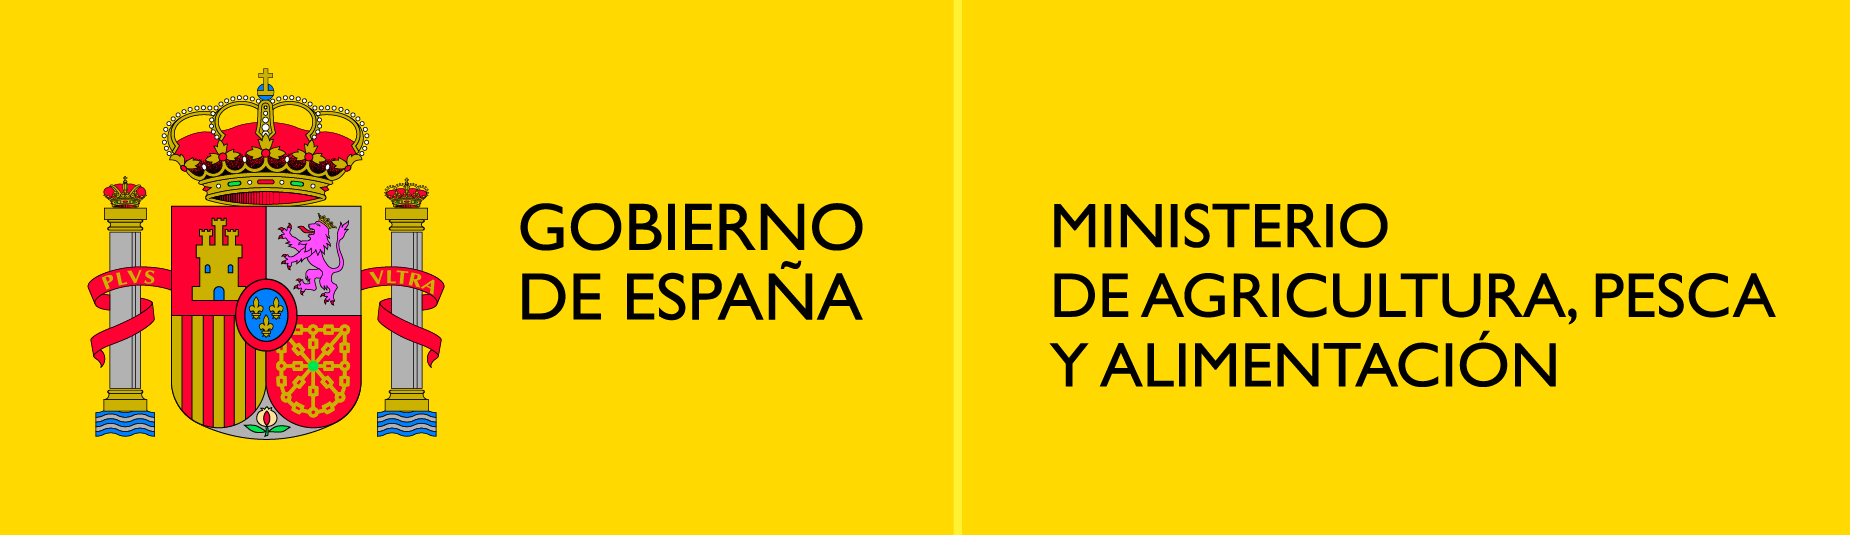 PLVS VLTRA
GOBIERNO
DE ESPAÑA
MINISTERIO
DE AGRICULTURA, PESCA
Y ALIMENTACIÓN